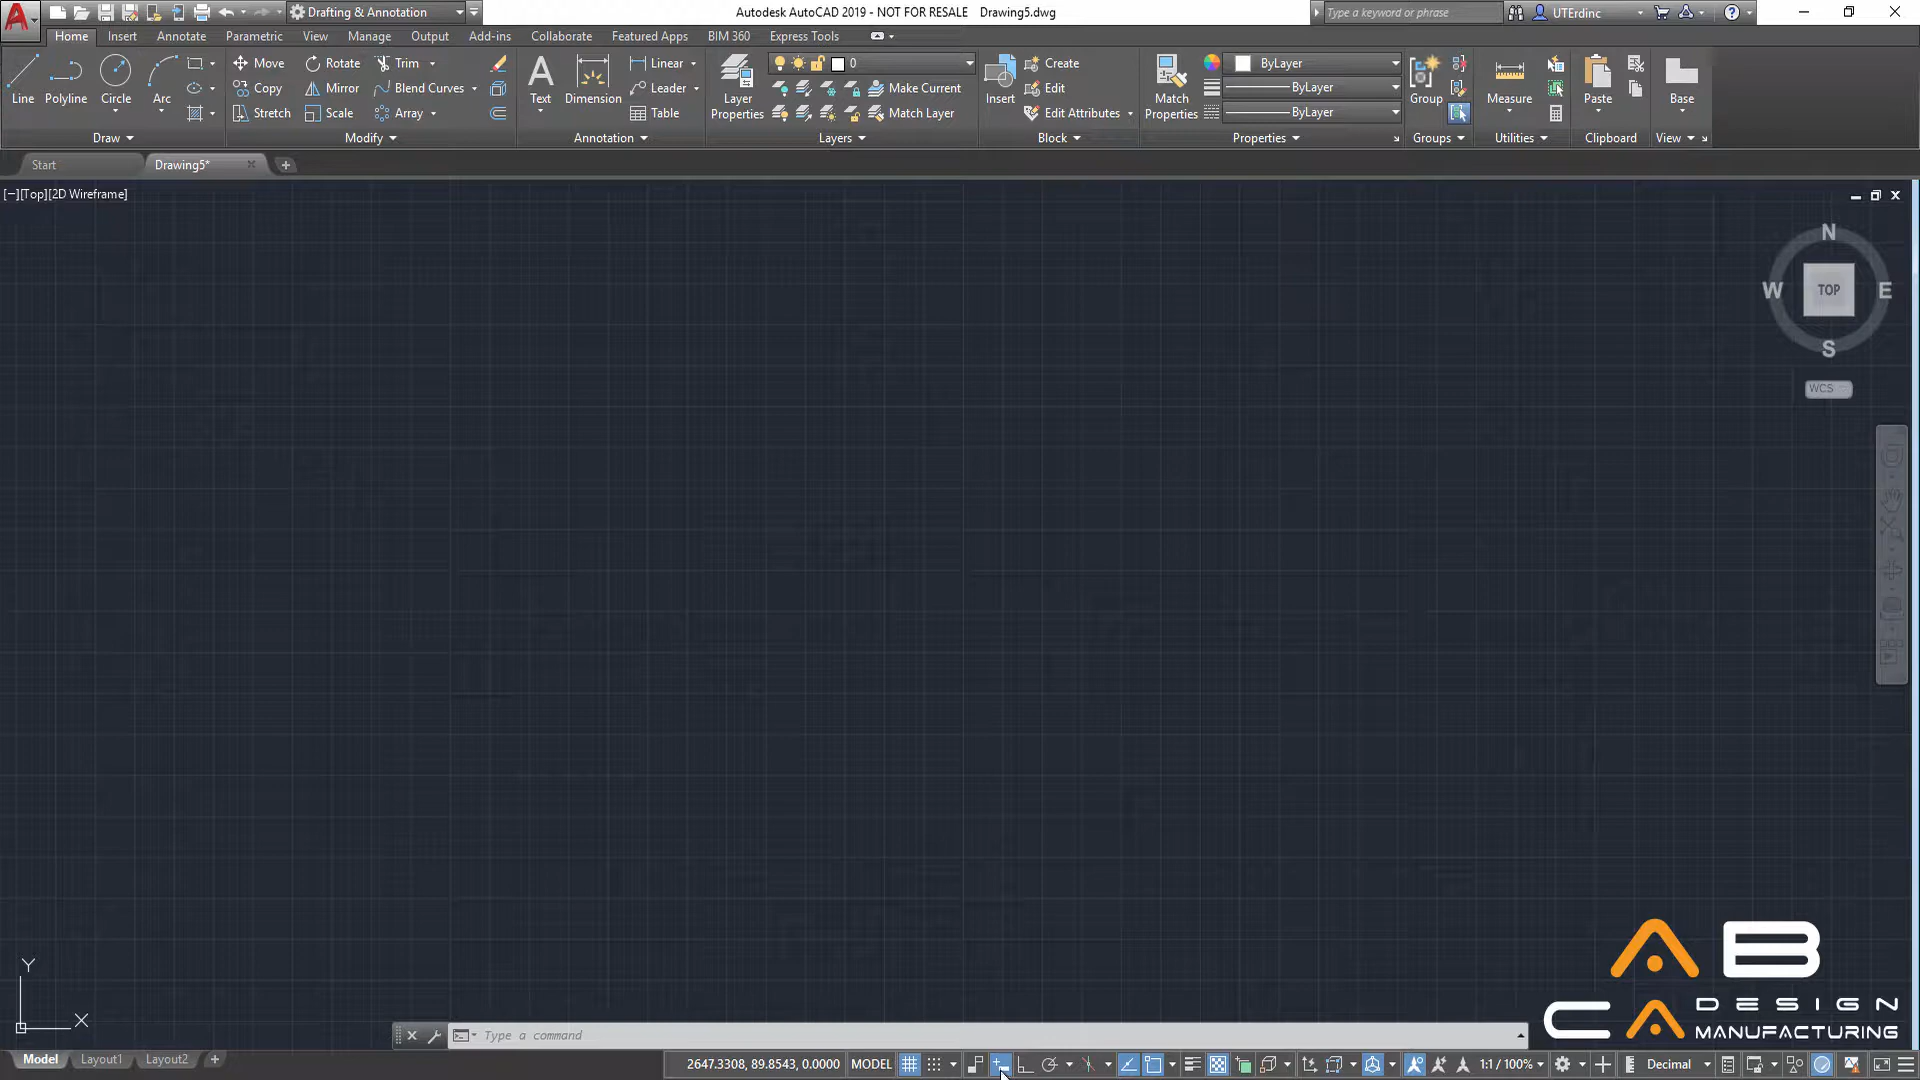 Drafting & Annotation
Autodesk AutoCAD 2019 - NOT FOR RESALE Drawing5.dwg
Type a keyword or phrase
UTErdinc
Home Insert Annotate Parametric View Manage Output Add-ins Collaborate Featured Apps BIM 360 Express Tools
Line Polyline Circle Arc
Move Rotate Trim
Copy Mirror Blend Curves
Stretch Scale Array
Text Dimension
Linear
Leader
Table
Layer Properties
0
Make Current
Match Layer
Insert
Create
Edit
Edit Attributes
Match Properties
ByLayer
ByLayer
ByLayer
Group
Measure
Paste
Base
Draw Modify Annotation Layers Block Properties Groups Utilities Clipboard View
Start Drawing5*
[−][Top][2D Wireframe]
N
W TOP E
S
WCS
Y
X
Type a command
AB
CA DESIGN
MANUFACTURING
Model Layout1 Layout2
2647.3308, 89.8543, 0.0000 MODEL 1:1 / 100% Decimal